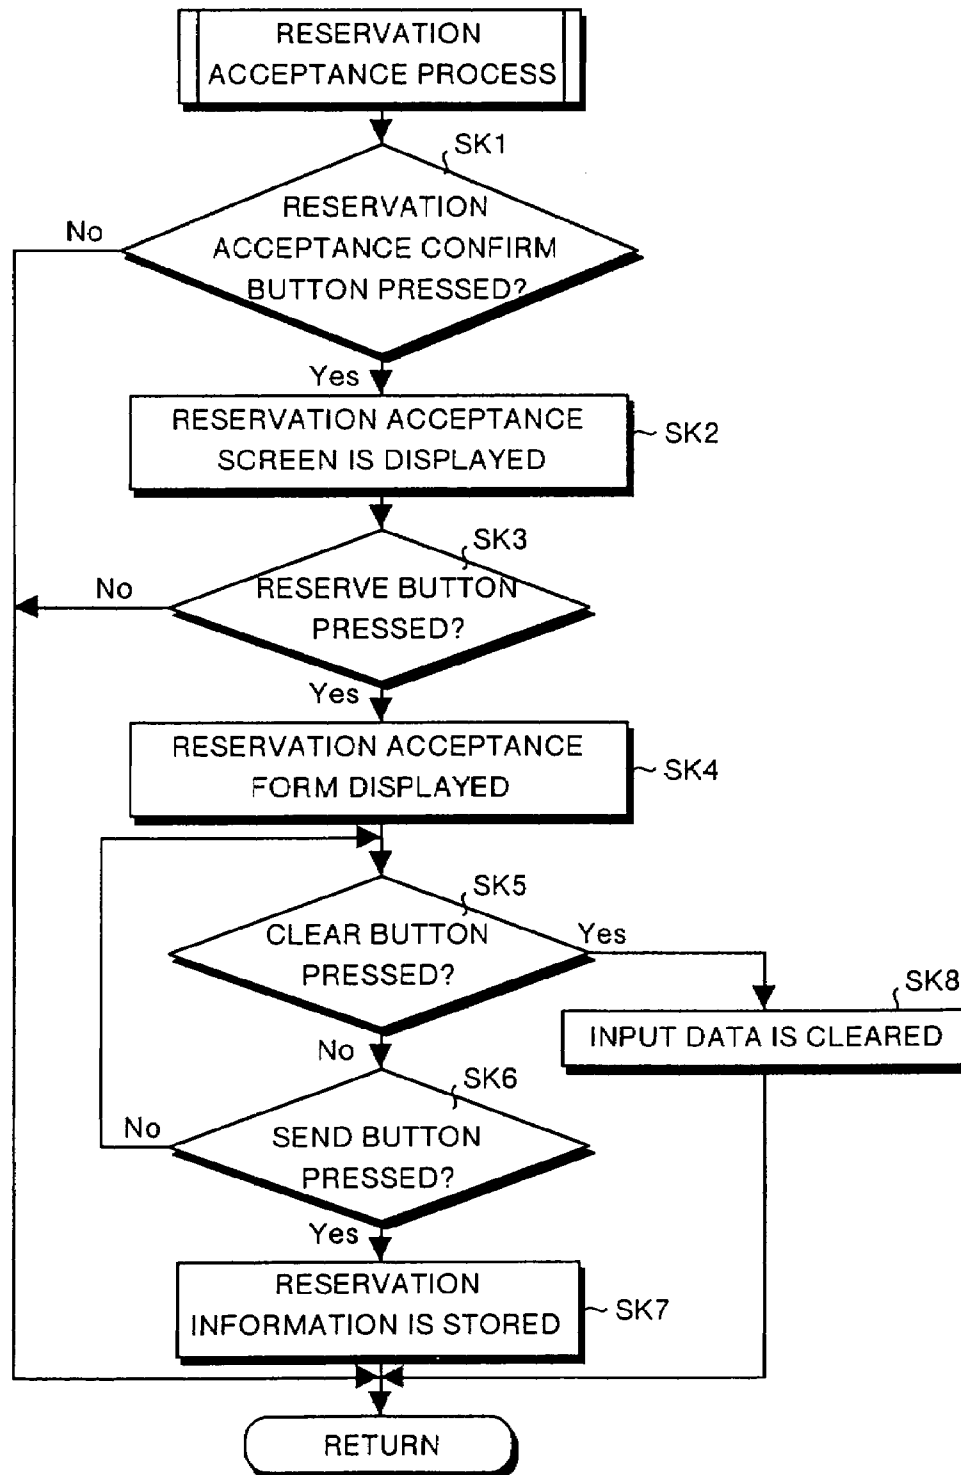 RESERVATION
ACCEPTANCE PROCESS
SK1
RESERVATION
ACCEPTANCE CONFIRM
BUTTON PRESSED?
No
Yes
RESERVATION ACCEPTANCE
SCREEN IS DISPLAYED
SK2
SK3
RESERVE BUTTON
PRESSED?
No
Yes
RESERVATION ACCEPTANCE
FORM DISPLAYED
SK4
SK5
CLEAR BUTTON
PRESSED?
Yes
No
SK8
INPUT DATA IS CLEARED
SK6
SEND BUTTON
PRESSED?
No
Yes
RESERVATION
INFORMATION IS STORED
SK7
RETURN